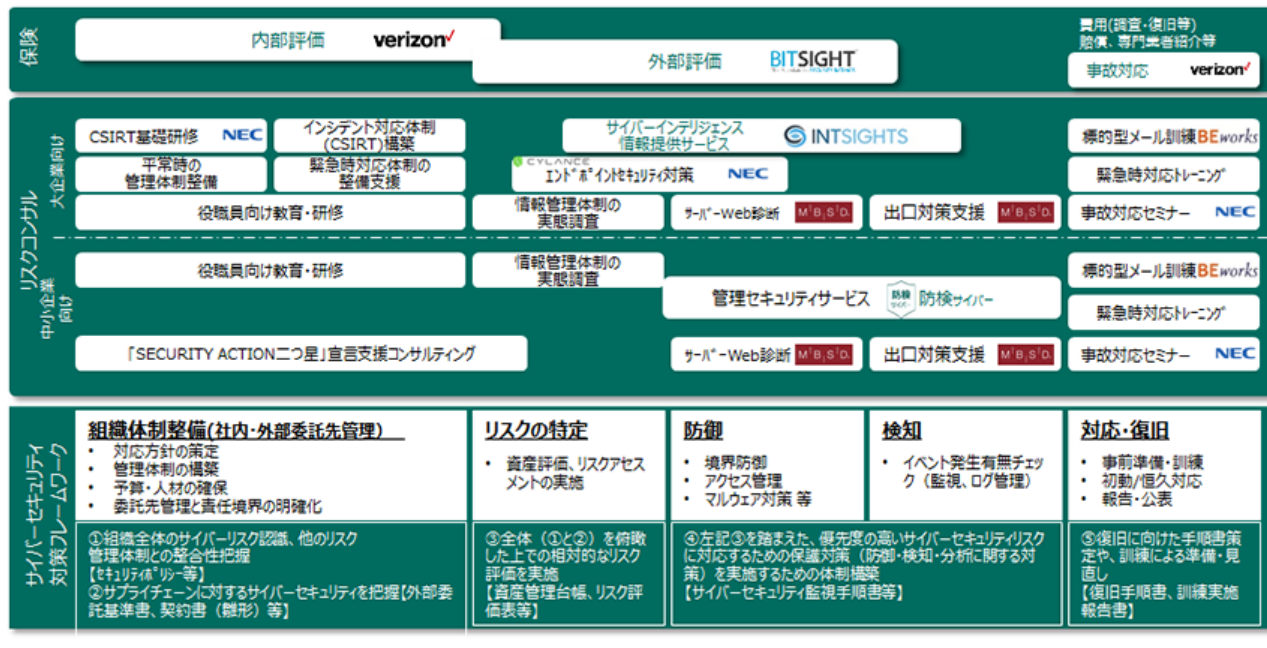 保険
内部評価 verizon✓
外部評価 BITSIGHT
費用(調査・復旧等)
賠償、専門業者紹介等
事故対応 verizon✓
リスクコンサル
大企業向け
CSIRT基礎研修 NEC
インシデント対応体制
(CSIRT)構築
サイバーインテリジェンス
情報提供サービス
INTSIGHTS
標的型メール訓練BEworks
平常時の
管理体制整備
緊急時対応体制の
整備支援
CYLANCE
エンドポイントセキュリティ対策 NEC
緊急時対応トレーニング
役職員向け教育・研修
情報管理体制の
実態調査
サーバーWeb診断 M¹B¹S¹D.
出口対策支援 M¹B¹S¹D.
事故対応セミナー NEC
中小企業
向け
役職員向け教育・研修
情報管理体制の
実態調査
管理セキュリティサービス 防検サイバー 防検サイバー
標的型メール訓練BEworks
緊急時対応トレーニング
「SECURITY ACTION二つ星」宣言支援コンサルティング
サーバーWeb診断 M¹B¹S¹D.
出口対策支援 M¹B¹S¹D.
事故対応セミナー NEC
サイバーセキュリティ
対策フレームワーク
組織体制整備(社内・外部委託先管理)
• 対応方針の策定
• 管理体制の構築
• 予算・人材の確保
• 委託先管理と責任境界の明確化
リスクの特定
• 資産評価、リスクアセス
メントの実施
防御
• 境界防御
• アクセス管理
• マルウェア対策 等
検知
• イベント発生有無チェッ
ク（監視、ログ管理）
対応・復旧
• 事前準備・訓練
• 初動/恒久対応
• 報告・公表
①組織全体のサイバーリスク認識、他のリスク
管理体制との整合性把握
【セキュリティポリシー等】
②サプライチェーンに対するサイバーセキュリティを把握【外部委
託基準書、契約書（雛形）等】
③全体（①と②）を俯瞰
した上での相対的なリスク
評価を実施
【資産管理台帳、リスク評
価表等】
④左記③を踏まえた、優先度の高いサイバーセキュリティリスク
に対応するための保護対策（防御・検知・分析に関する対
策）を実施するための体制構築
【サイバーセキュリティ監視手順書等】
⑤復旧に向けた手順書策
定や、訓練による準備・見
直し
【復旧手順書、訓練実施
報告書】